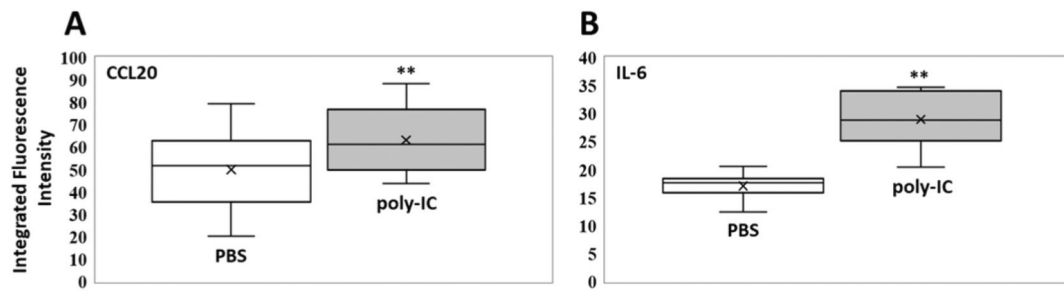 A
B
Integrated Fluorescence
Intensity
100
90
80
70
60
50
40
30
20
10
0
CCL20
**
PBS
poly-IC
40
35
30
25
20
15
10
5
0
IL-6
**
PBS
poly-IC